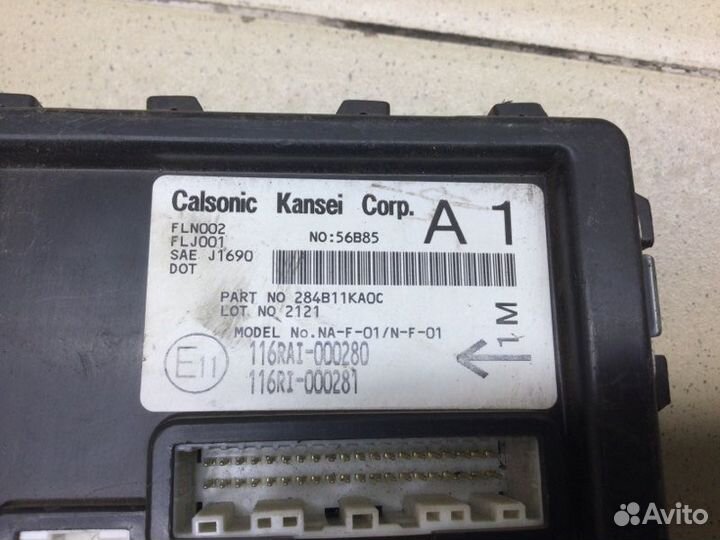 Calsonic Kansei Corp. A 1
FLN002
FLJ001
SAE J1690
DOT
NO:56B85
PART NO 284B11KA0C
LOT NO 2121
MODEL No.NA-F-01/N-F-01
E11
116RAI-000280
116RI-000281
1M
Avito